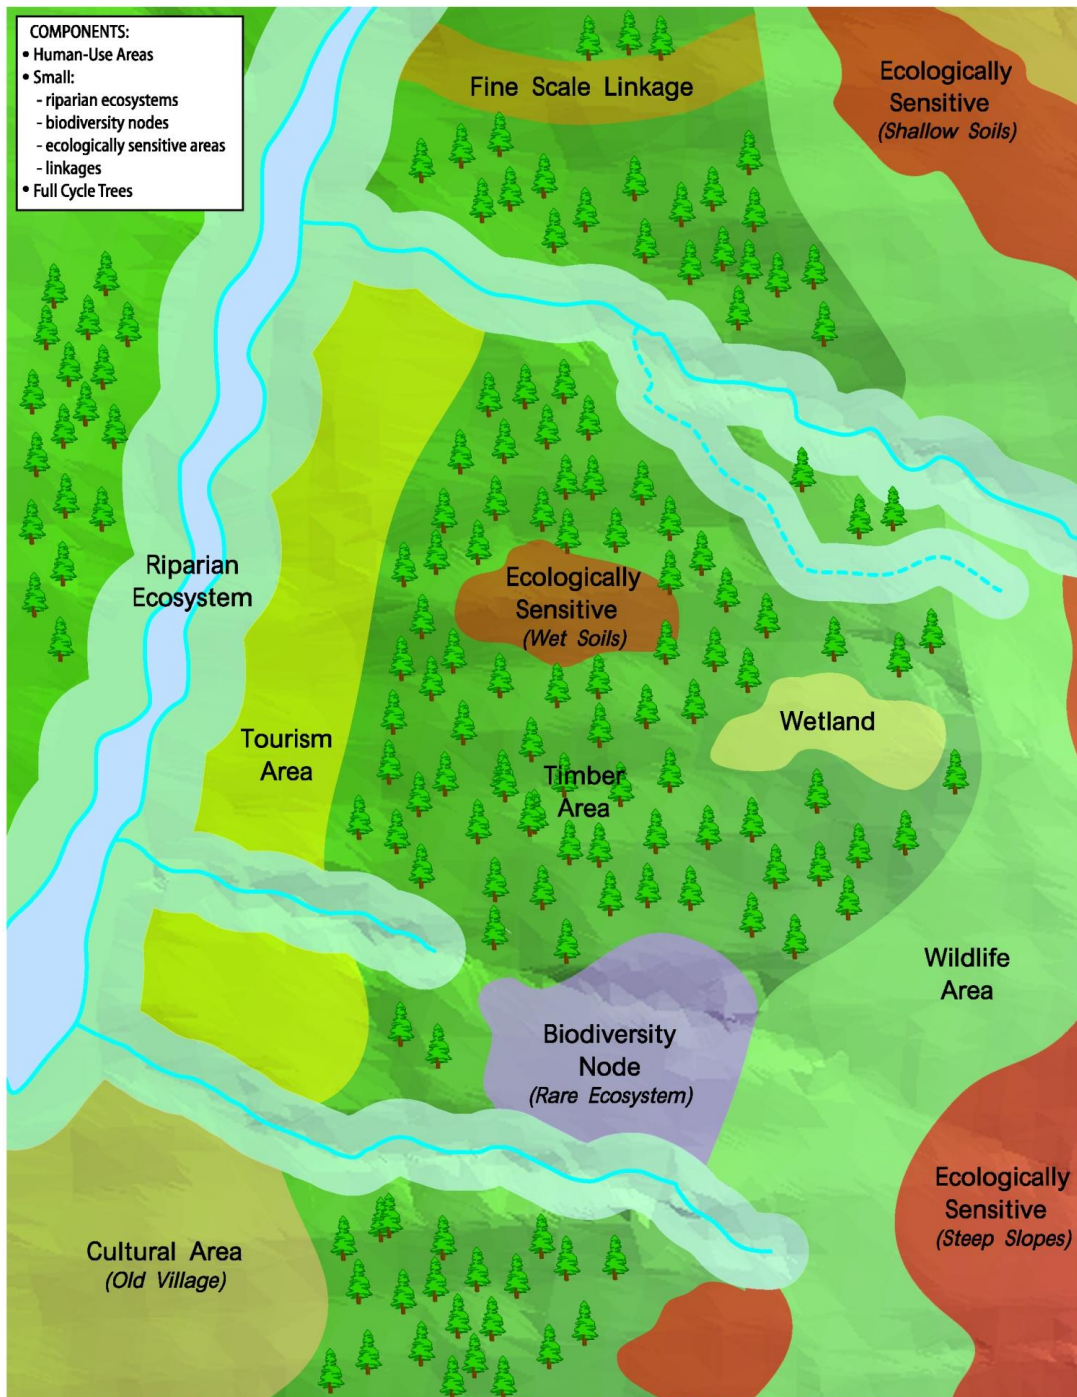 COMPONENTS:
• Human-Use Areas
• Small:
- riparian ecosystems
- biodiversity nodes
- ecologically sensitive areas
- linkages
• Full Cycle Trees
Fine Scale Linkage
Ecologically
Sensitive
(Shallow Soils)
Riparian
Ecosystem
Ecologically
Sensitive
(Wet Soils)
Tourism
Area
Wetland
Timber
Area
Wildlife
Area
Biodiversity
Node
(Rare Ecosystem)
Ecologically
Sensitive
(Steep Slopes)
Cultural Area
(Old Village)